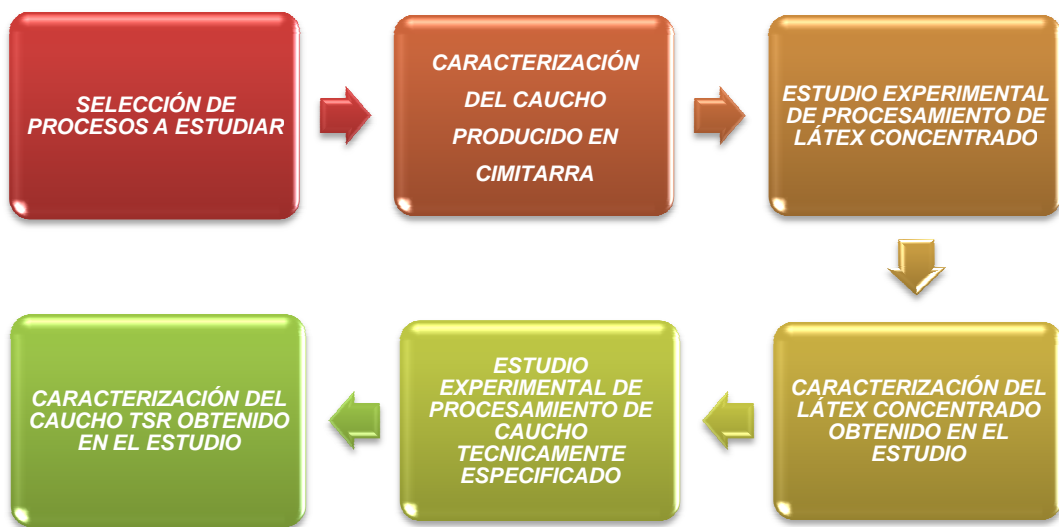 SELECCIÓN DE
PROCESOS A ESTUDIAR
CARACTERIZACIÓN
DEL CAUCHO
PRODUCIDO EN
CIMITARRA
ESTUDIO EXPERIMENTAL
DE PROCESAMIENTO DE
LÁTEX CONCENTRADO
CARACTERIZACIÓN DEL
LÁTEX CONCENTRADO
OBTENIDO EN EL
ESTUDIO
ESTUDIO
EXPERIMENTAL DE
PROCESAMIENTO DE
CAUCHO
TECNICAMENTE
ESPECIFICADO
CARACTERIZACIÓN DEL
CAUCHO TSR OBTENIDO
EN EL ESTUDIO